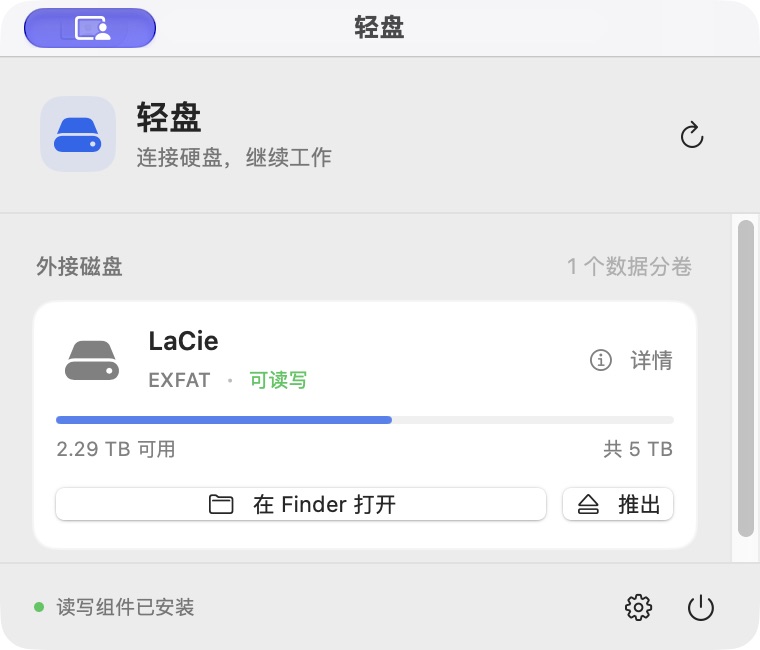 轻盘
轻盘
连接硬盘，继续工作
外接磁盘
1 个数据分卷
LaCie
EXFAT · 可读写
详情
2.29 TB 可用
共 5 TB
在 Finder 打开
推出
读写组件已安装